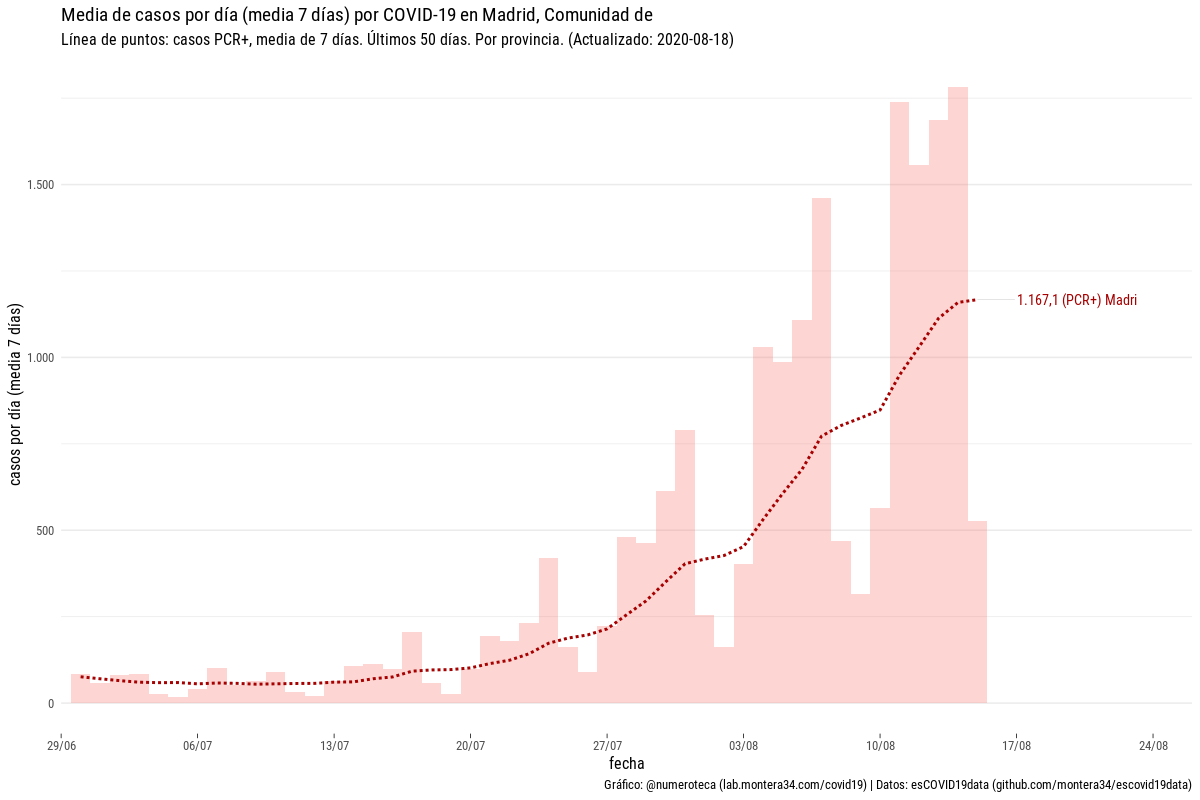 Media de casos por día (media 7 días) por COVID-19 en Madrid, Comunidad de
Línea de puntos: casos PCR+, media de 7 días. Últimos 50 días. Por provincia. (Actualizado: 2020-08-18)
casos por día (media 7 días)
1.500
1.000
500
0
1.167,1 (PCR+) Madri
29/06
06/07
13/07
20/07
27/07
03/08
10/08
17/08
24/08
fecha
Gráfico: @numeroteca (lab.montera34.com/covid19) | Datos: esCOVID19data (github.com/montera34/escovid19data)